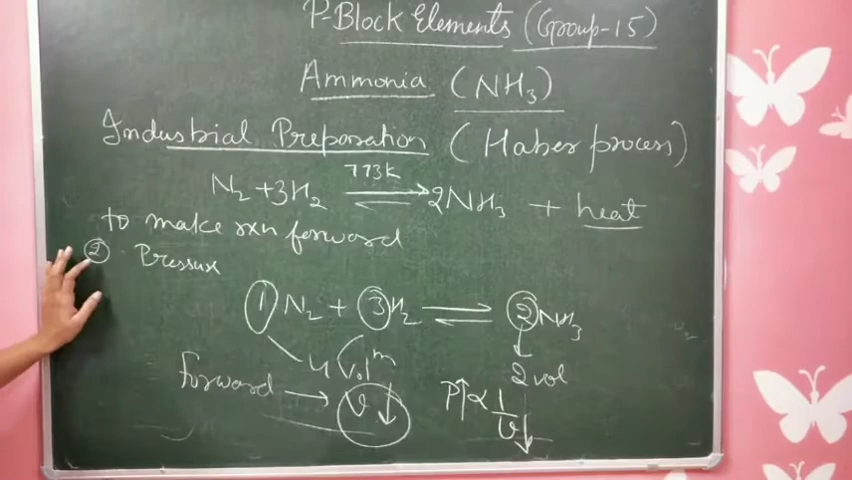 P-Block Elements (Group-15)
Ammonia (NH3)
Industrial Preparation (Haber process)
773k
N2 + 3H2 ⇌ 2NH3 + heat
to make rxn forward
② Pressure
1 N2 + 3 H2 ⇌ 2 NH3
4 Volm
2 vol
Forward → V ↓
P↑ ∝ 1/V ↓